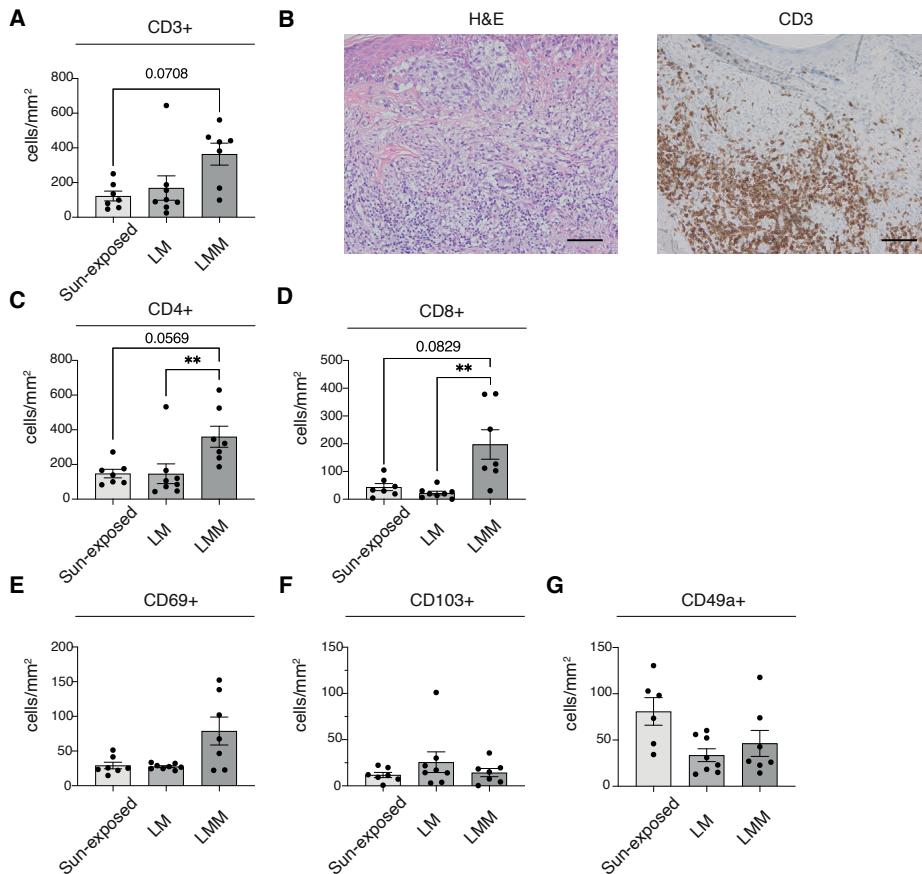 A
CD3+
0.0708
800
600
400
200
0
cells/mm²
Sun-exposed
LM
LMM
B
H&E
CD3
C
CD4+
0.0569
**
800
600
400
200
0
cells/mm²
Sun-exposed
LM
LMM
D
CD8+
0.0829
**
500
400
300
200
100
0
cells/mm²
Sun-exposed
LM
LMM
E
CD69+
200
150
100
50
0
cells/mm²
Sun-exposed
LM
LMM
F
CD103+
150
100
50
0
cells/mm²
Sun-exposed
LM
LMM
G
CD49a+
150
100
50
0
cells/mm²
Sun-exposed
LM
LMM